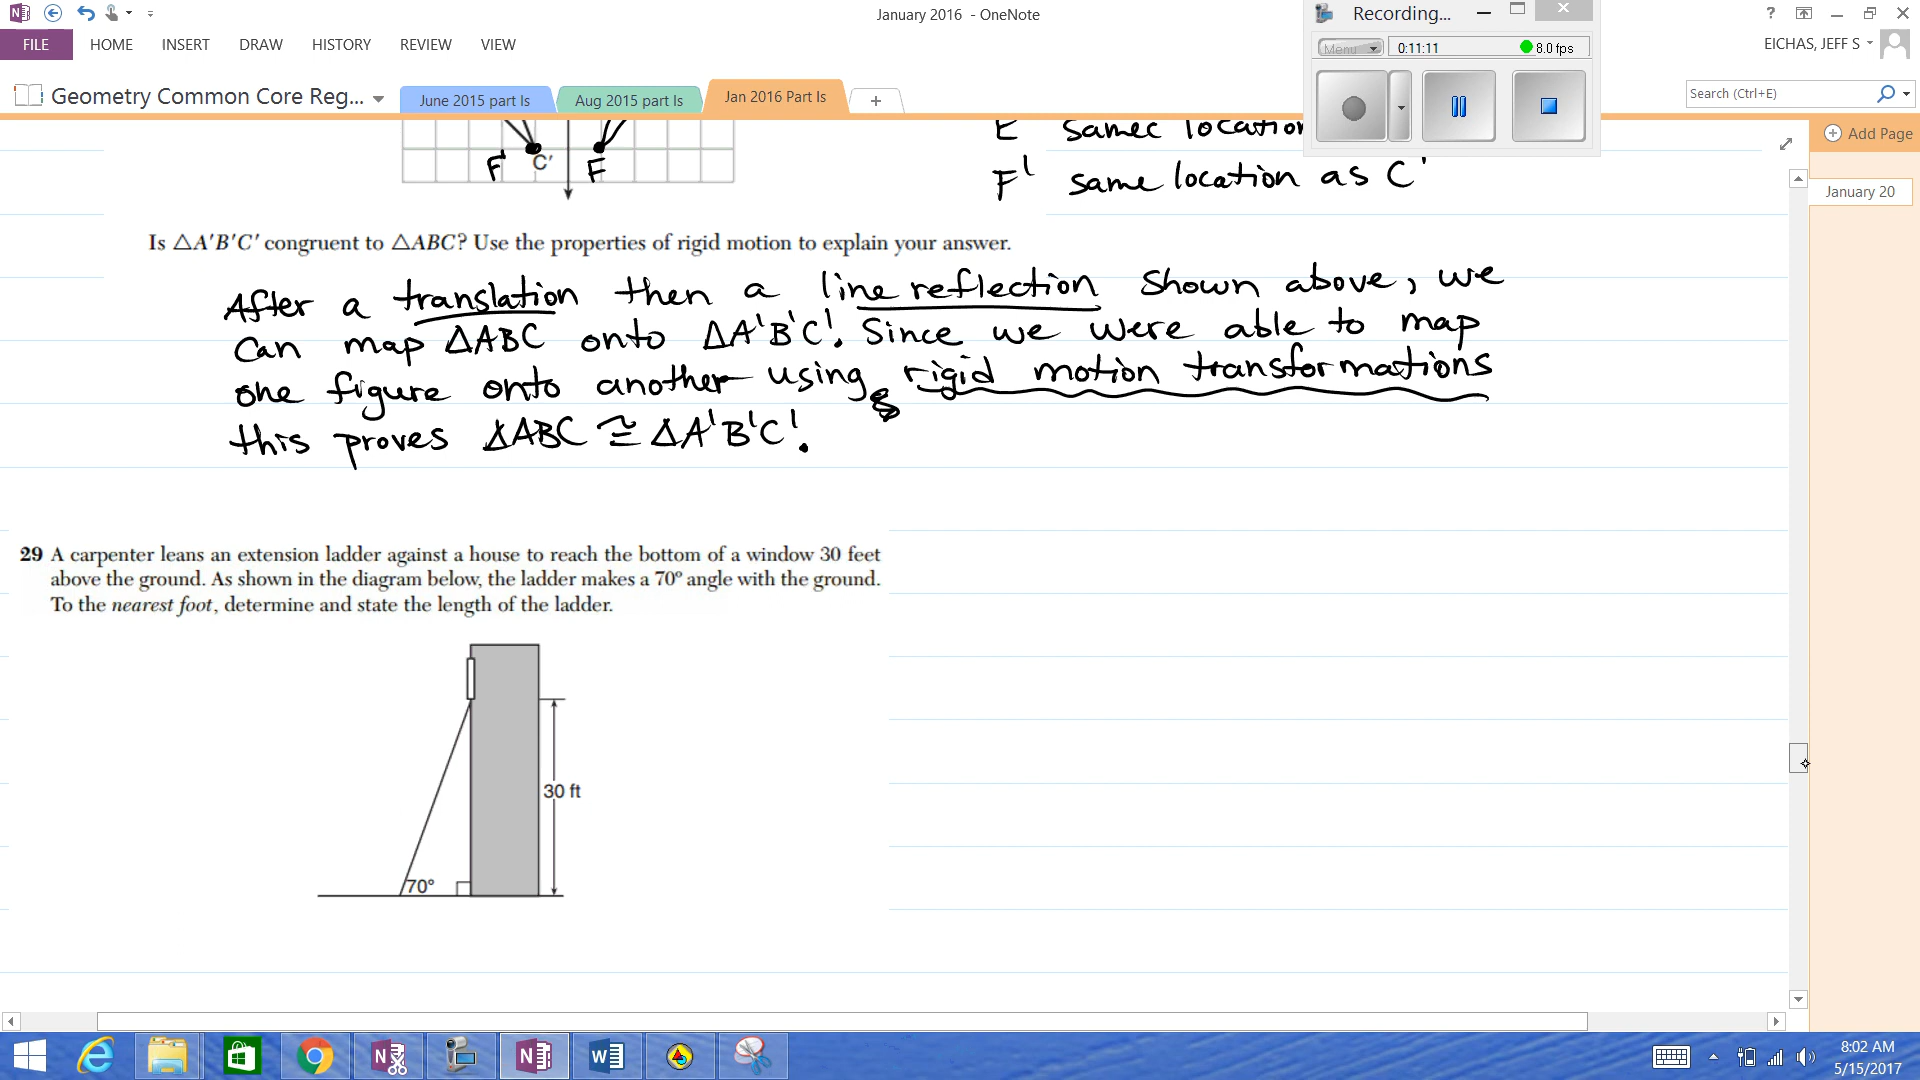 January 2016 - OneNote
Recording...
FILE HOME INSERT DRAW HISTORY REVIEW VIEW
EICHAS, JEFF S
Menu 0:11:11 8.0 fps
Geometry Common Core Reg...
June 2015 part Is
Aug 2015 part Is
Jan 2016 Part Is
Search (Ctrl+E)
Add Page
January 20
F' C' F
E samec location
F' same location as C'
Is △A'B'C' congruent to △ABC? Use the properties of rigid motion to explain your answer.
After a translation then a line reflection shown above, we
can map △ABC onto △A'B'C'. Since we were able to map
one figure onto another using rigid motion transformations
this proves △ABC ≅ △A'B'C'.
29 A carpenter leans an extension ladder against a house to reach the bottom of a window 30 feet
above the ground. As shown in the diagram below, the ladder makes a 70° angle with the ground.
To the nearest foot, determine and state the length of the ladder.
30 ft
70°
8:02 AM
5/15/2017